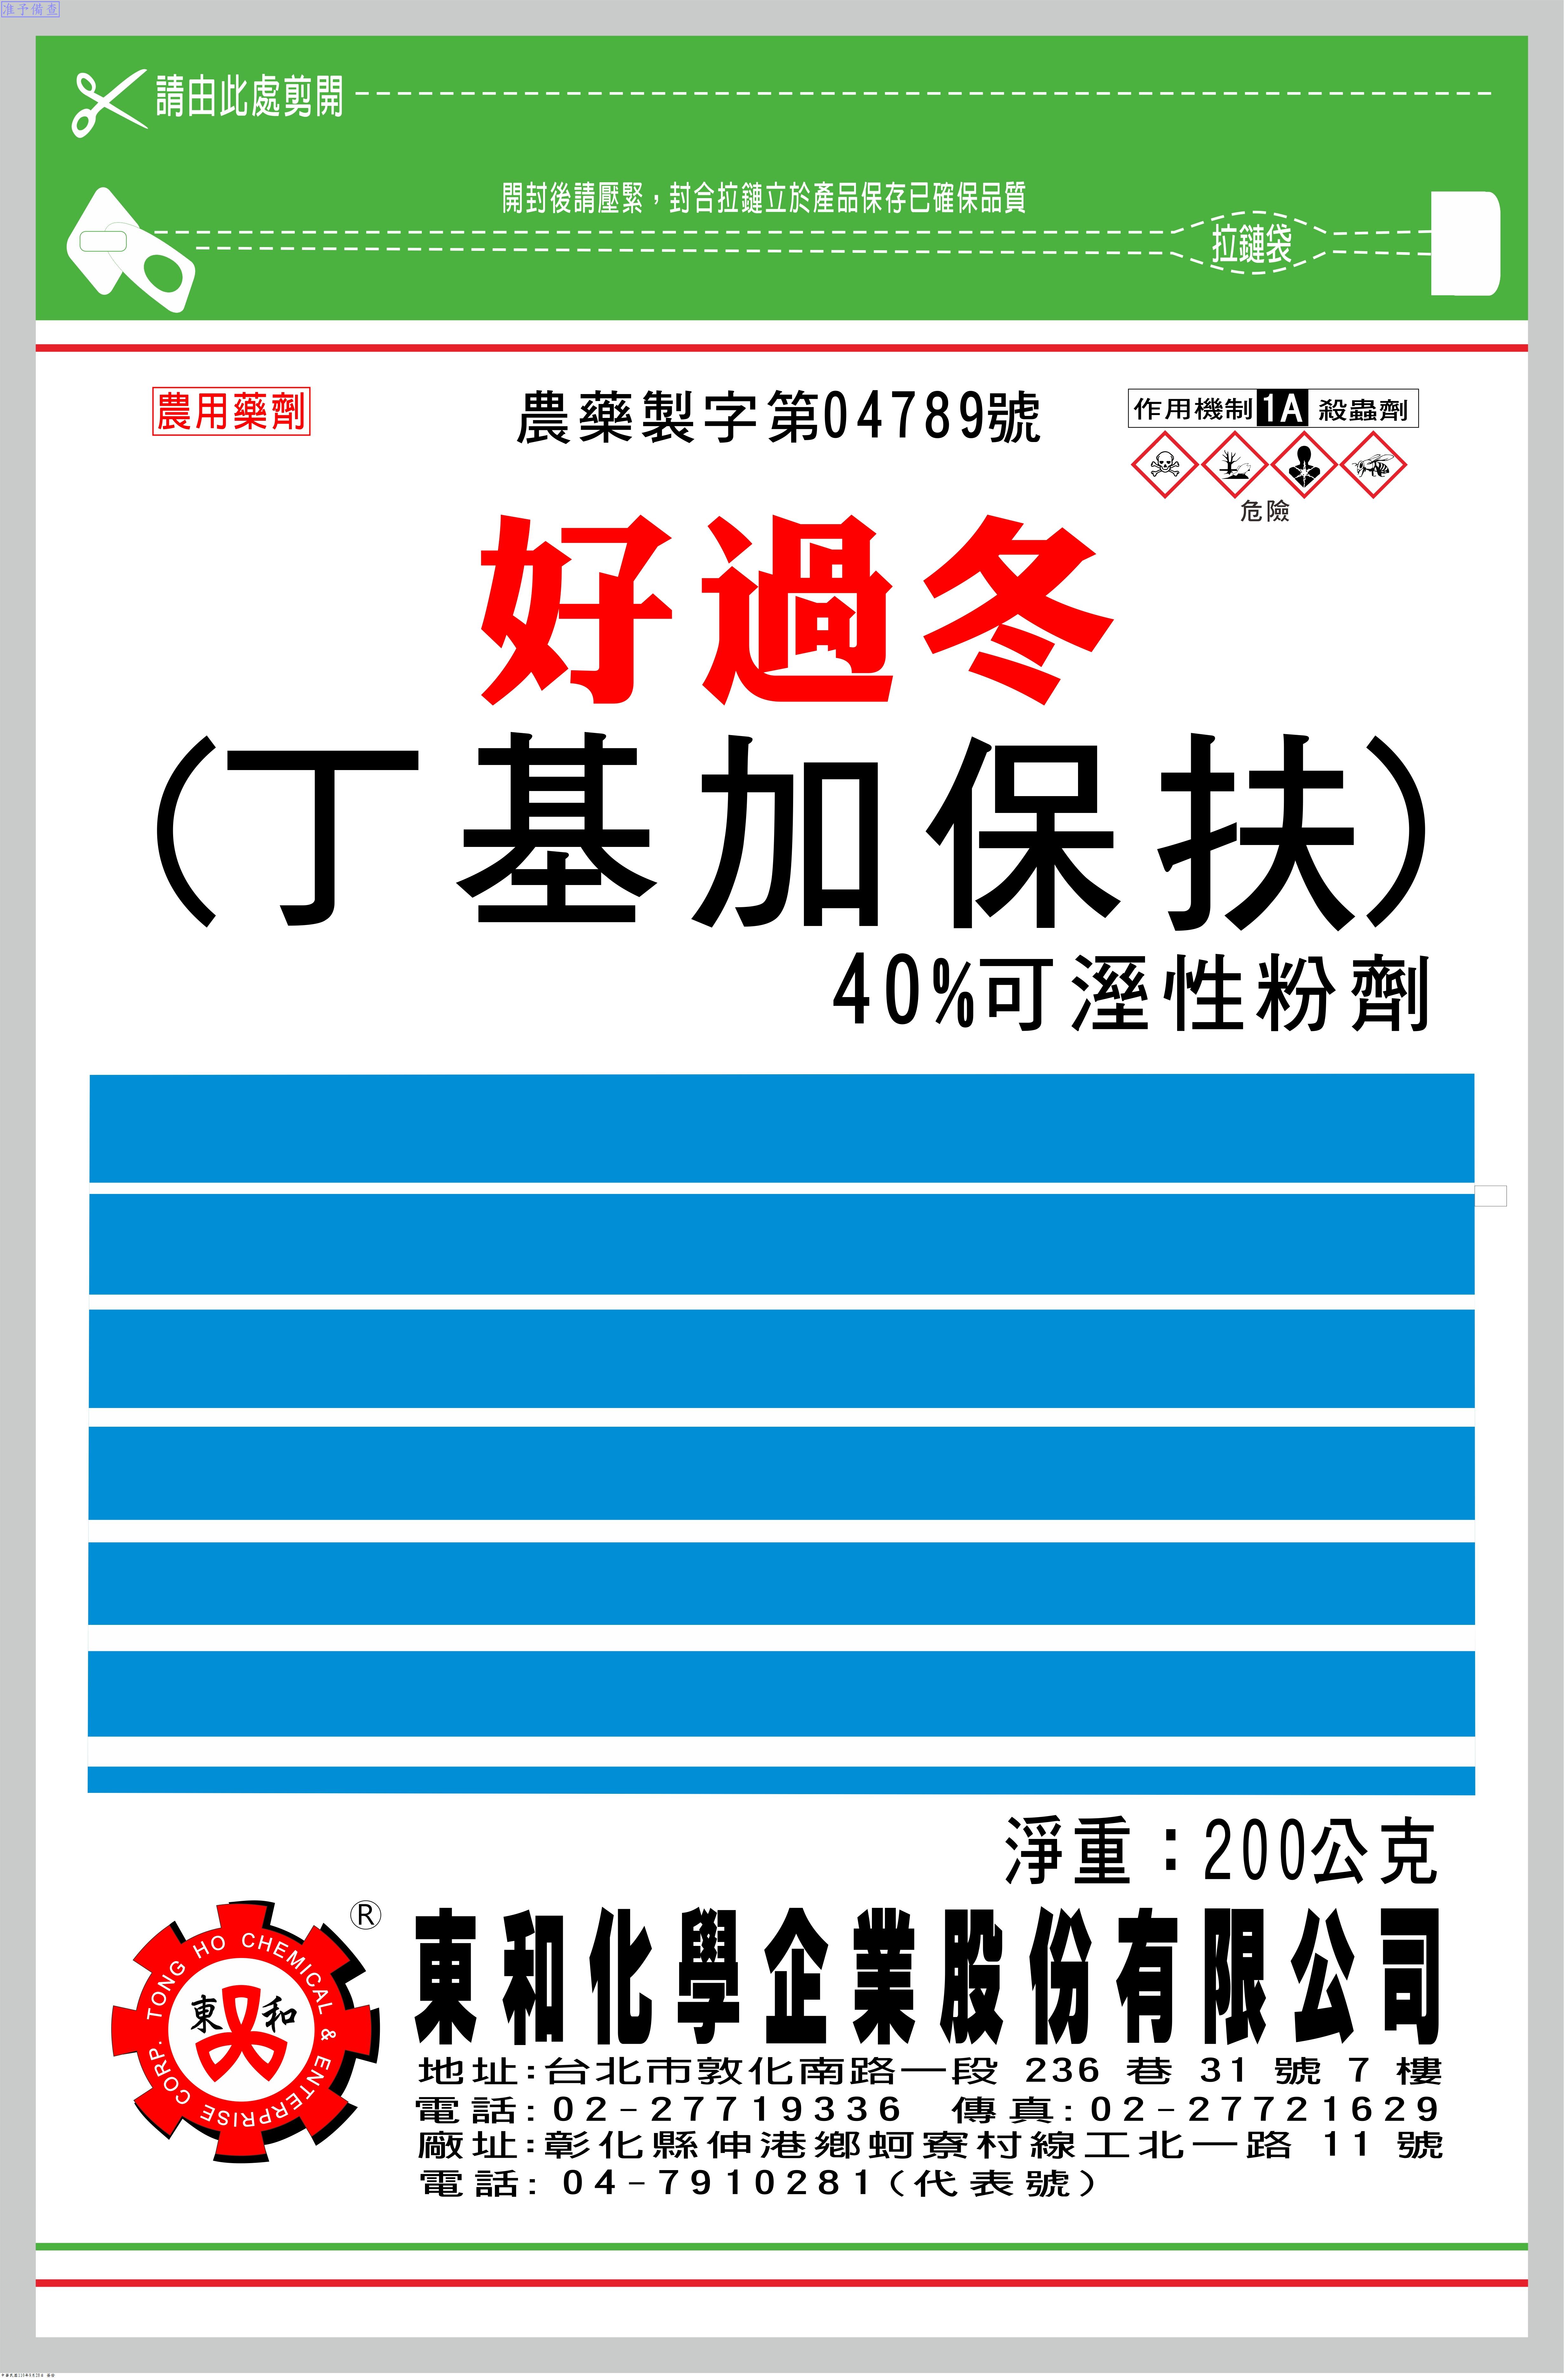 准予備查
請由此處剪開
開封後請壓緊，封合拉鏈立於產品保存已確保品質
拉鏈袋
農用藥劑
農藥製字第04789號
作用機制 1A 殺蟲劑
危險
好過冬
(丁基加保扶)
40%可溼性粉劑
淨重：200公克
®
TONG HO CHEMICAL & ENTERPRISE CORP.
東和
東和化學企業股份有限公司
地址:台北市敦化南路一段 236 巷 31 號 7 樓
電話:02-27719336 傳真:02-27721629
廠址:彰化縣伸港鄉蚵寮村線工北一路 11 號
電話: 04-7910281(代表號)